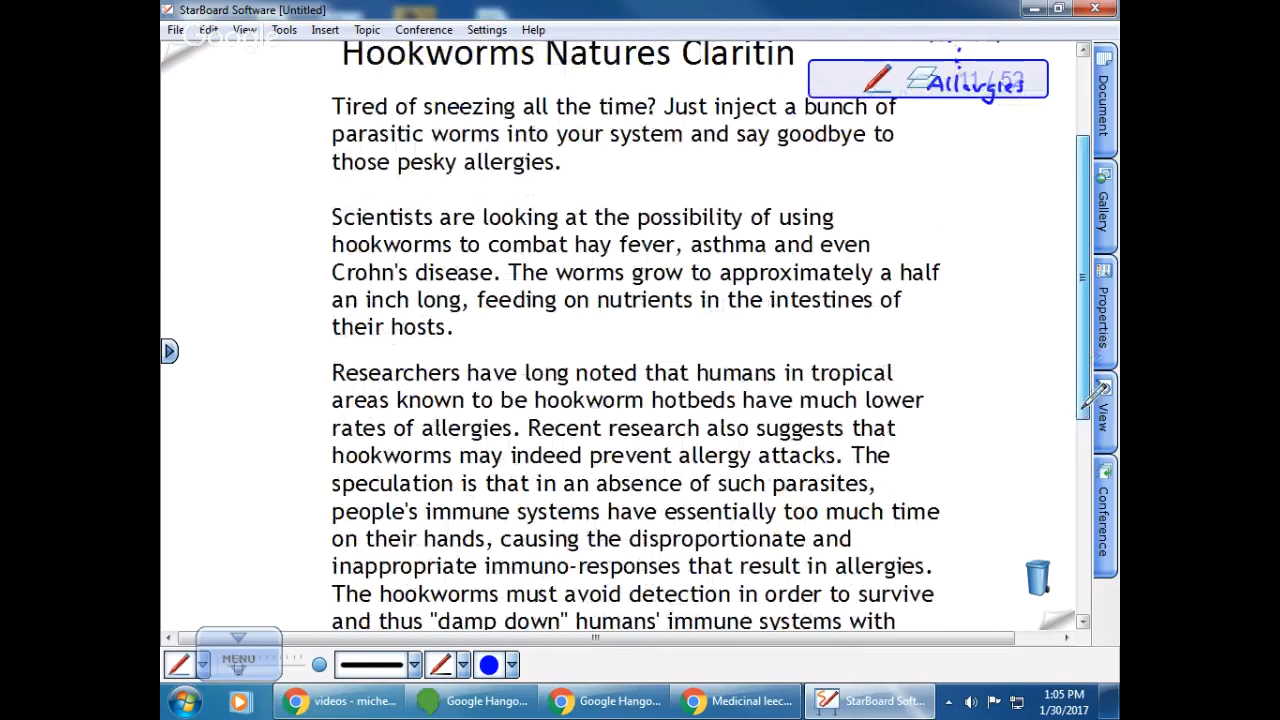 StarBoard Software [Untitled]
File Edit View Tools Insert Topic Conference Settings Help
Google
Hookworms Natures Claritin
11 / 52
Allergies
Tired of sneezing all the time? Just inject a bunch of
parasitic worms into your system and say goodbye to
those pesky allergies.
Scientists are looking at the possibility of using
hookworms to combat hay fever, asthma and even
Crohn's disease. The worms grow to approximately a half
an inch long, feeding on nutrients in the intestines of
their hosts.
Researchers have long noted that humans in tropical
areas known to be hookworm hotbeds have much lower
rates of allergies. Recent research also suggests that
hookworms may indeed prevent allergy attacks. The
speculation is that in an absence of such parasites,
people's immune systems have essentially too much time
on their hands, causing the disproportionate and
inappropriate immuno-responses that result in allergies.
The hookworms must avoid detection in order to survive
and thus "damp down" humans' immune systems with
Document
Gallery
Properties
View
Conference
MENU
videos - miche...
Google Hango...
Google Hango...
Medicinal leec...
StarBoard Soft...
1:05 PM
1/30/2017